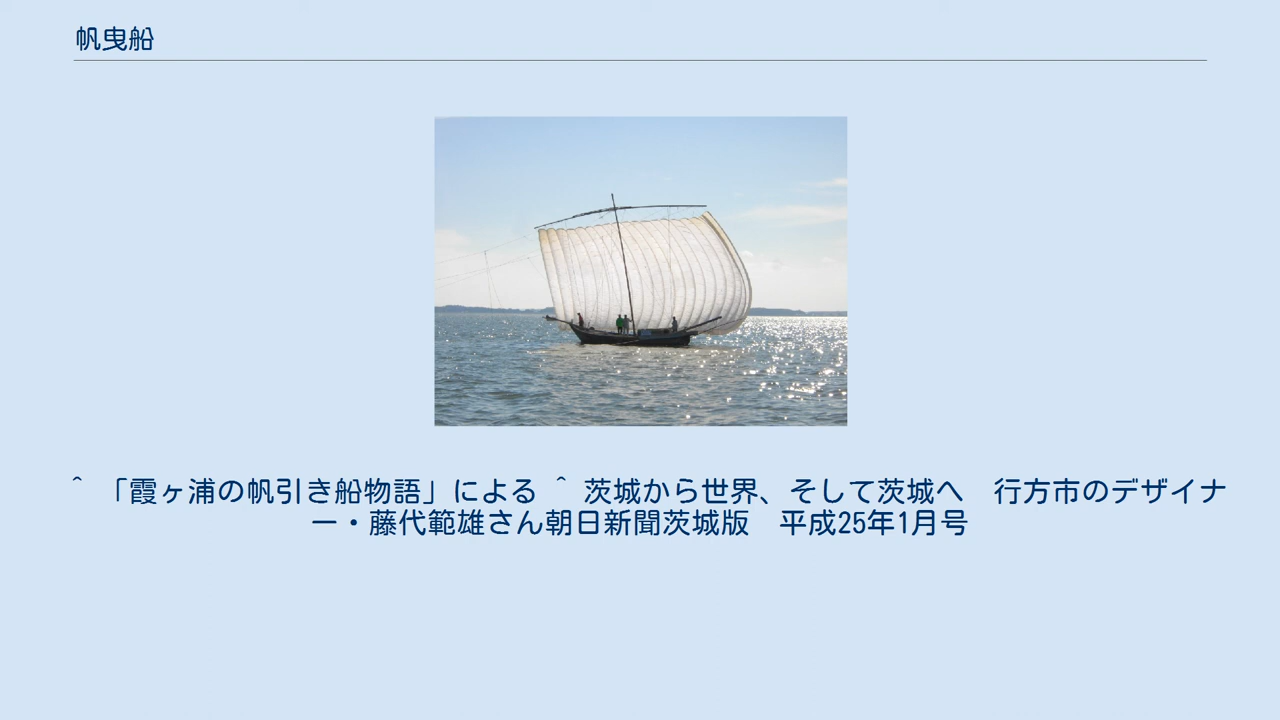 帆曳船
^ 「霞ヶ浦の帆引き船物語」による ^ 茨城から世界、そして茨城へ　行方市のデザイナ
ー・藤代範雄さん朝日新聞茨城版　平成25年1月号